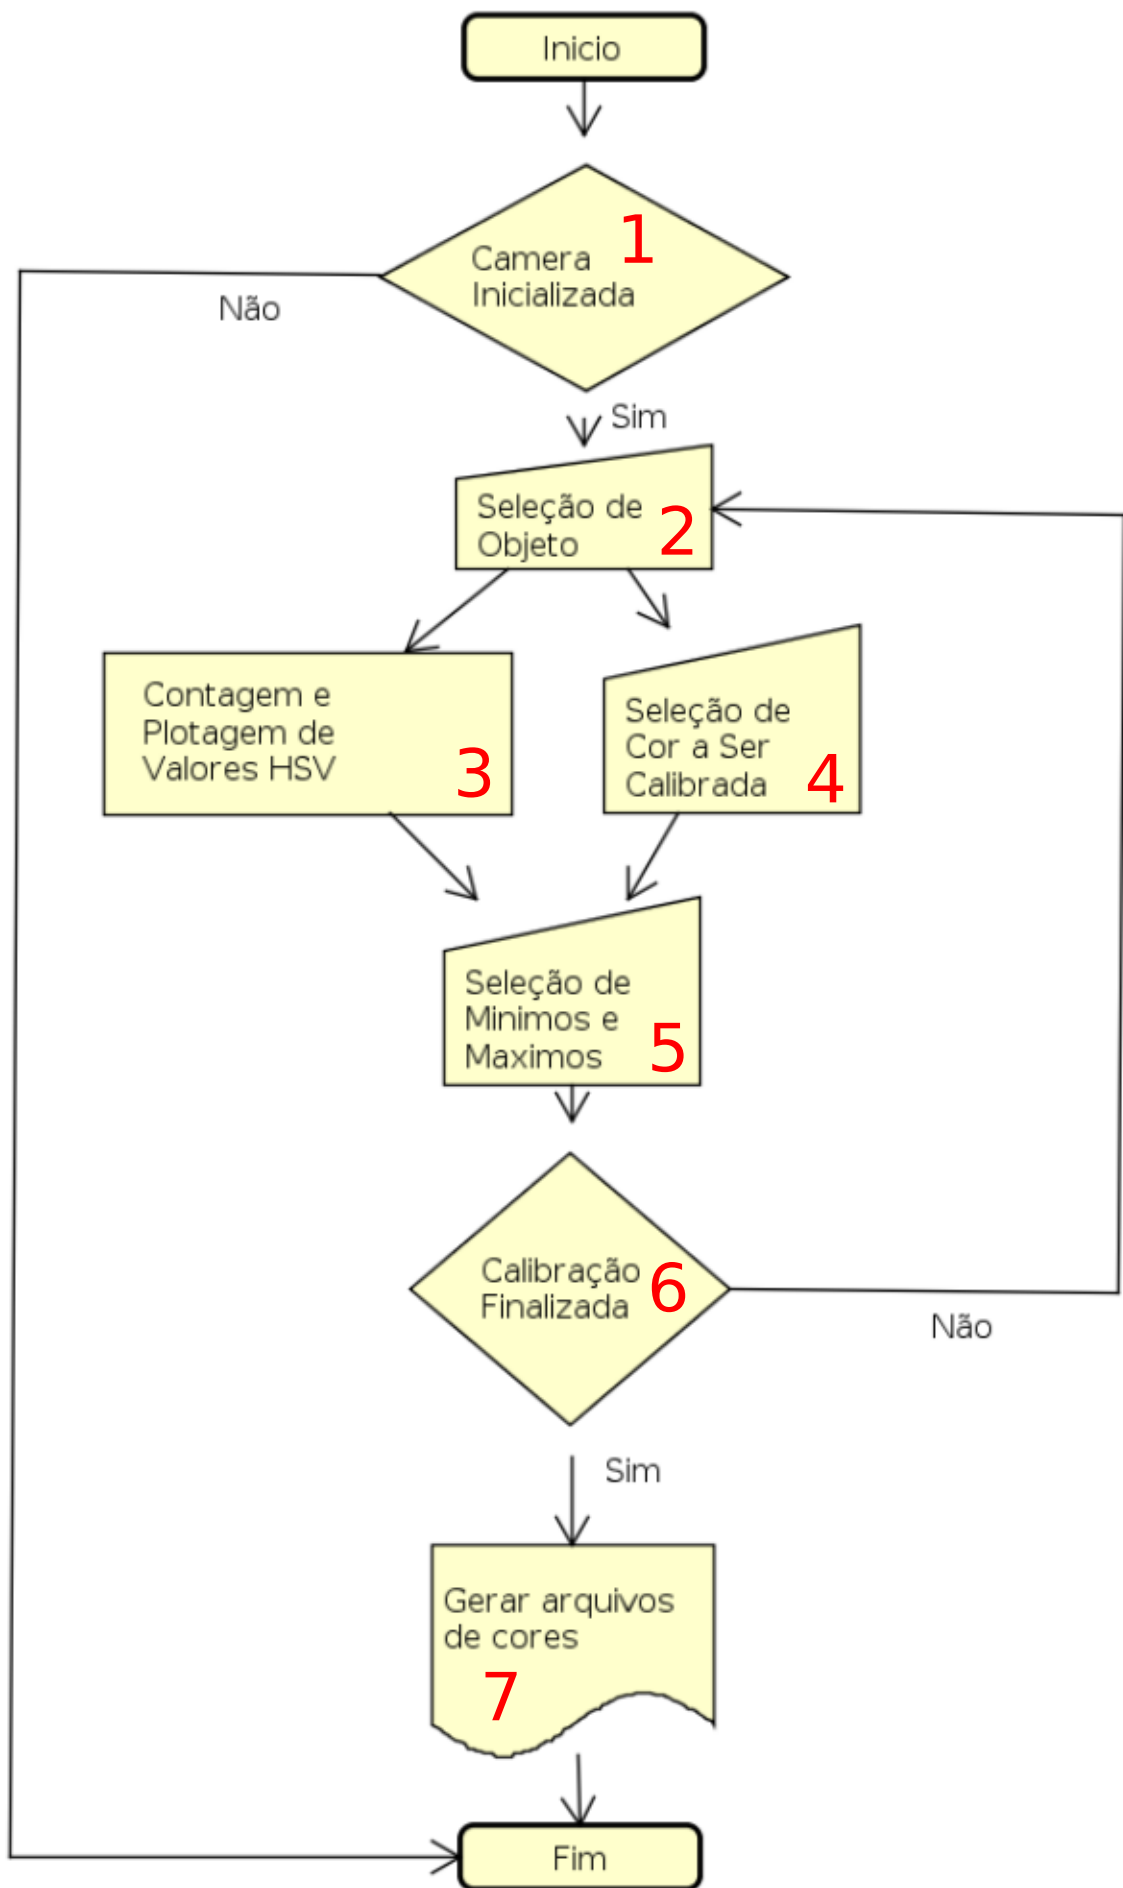 Inicio
1
Camera
Inicializada
Não
Sim
Seleção de
Objeto
2
Contagem e
Plotagem de
Valores HSV
3
Seleção de
Cor a Ser
Calibrada
4
Seleção de
Minimos e
Maximos
5
Calibração
Finalizada
6
Não
Sim
Gerar arquivos
de cores
7
Fim